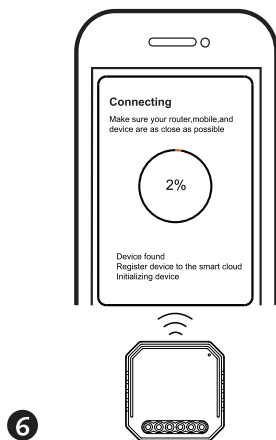 Connecting
Make sure your router,mobile,and
device are as close as possible
2%
Device found
Register device to the smart cloud
Initializing device
6